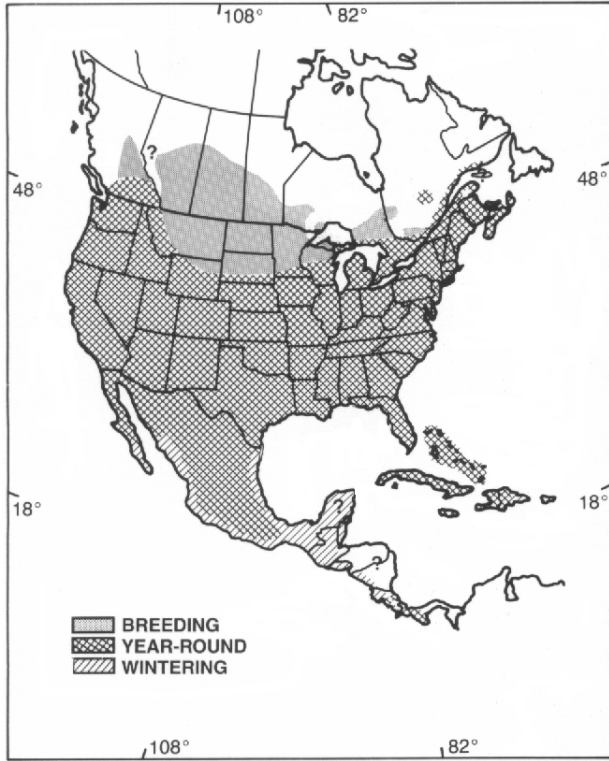 108° 82°
?
48° 48°
?
18° 18°
?
BREEDING
YEAR-ROUND
WINTERING
108° 82°